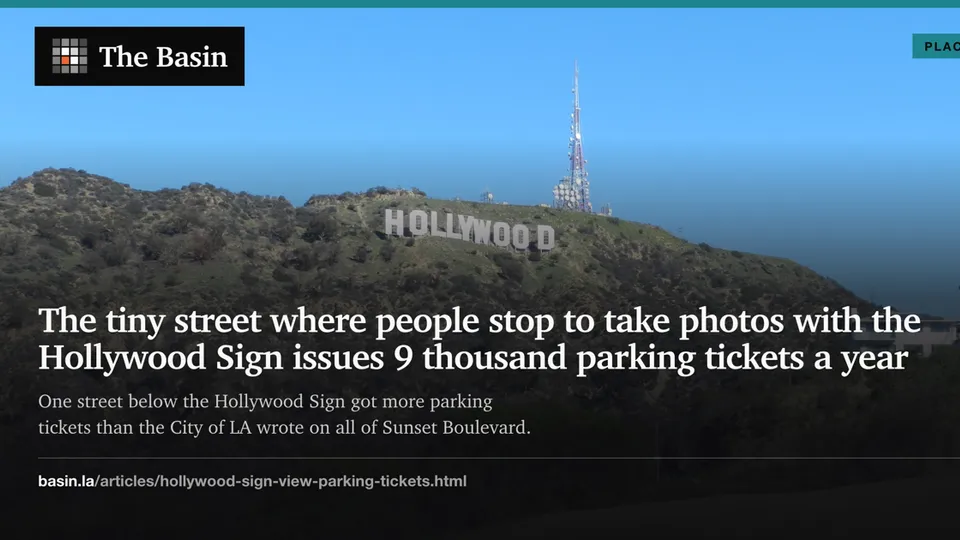 The Basin
PLAC
HOLLYWOOD
The tiny street where people stop to take photos with the
Hollywood Sign issues 9 thousand parking tickets a year
One street below the Hollywood Sign got more parking
tickets than the City of LA wrote on all of Sunset Boulevard.
basin.la/articles/hollywood-sign-view-parking-tickets.html